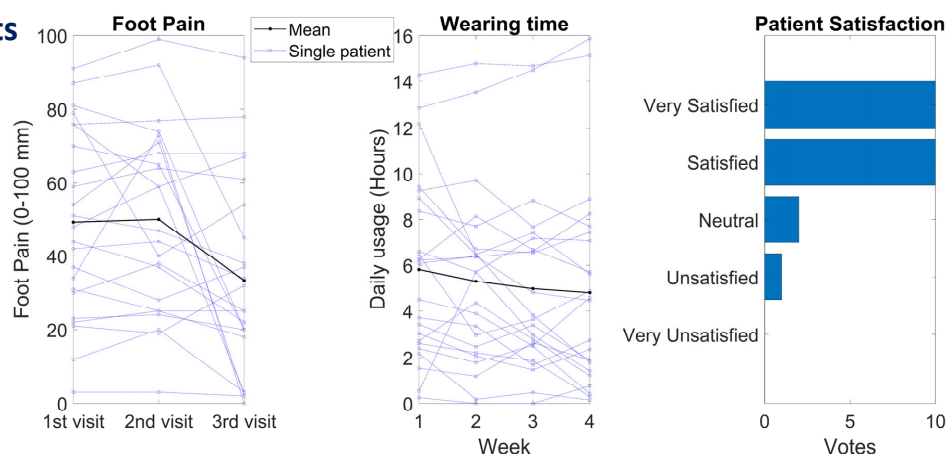 ts
Foot Pain
Foot Pain (0-100 mm)
100
80
60
40
20
0
1st visit 2nd visit 3rd visit
Mean
Single patient
Wearing time
Daily usage (Hours)
16
14
12
10
8
6
4
2
0
1 2 3 4
Week
Patient Satisfaction
Very Satisfied
Satisfied
Neutral
Unsatisfied
Very Unsatisfied
0 5 10
Votes